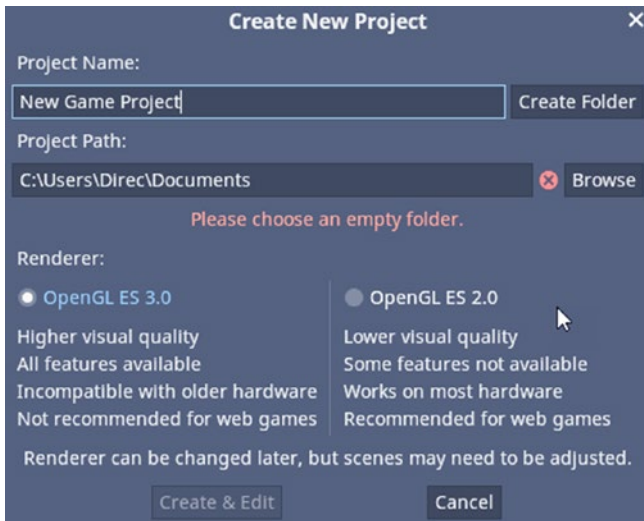 Create New Project
Project Name:
New Game Project
Create Folder
Project Path:
C:\Users\Direc\Documents
Browse
Please choose an empty folder.
Renderer:
OpenGL ES 3.0
Higher visual quality
All features available
Incompatible with older hardware
Not recommended for web games
OpenGL ES 2.0
Lower visual quality
Some features not available
Works on most hardware
Recommended for web games
Renderer can be changed later, but scenes may need to be adjusted.
Create & Edit
Cancel